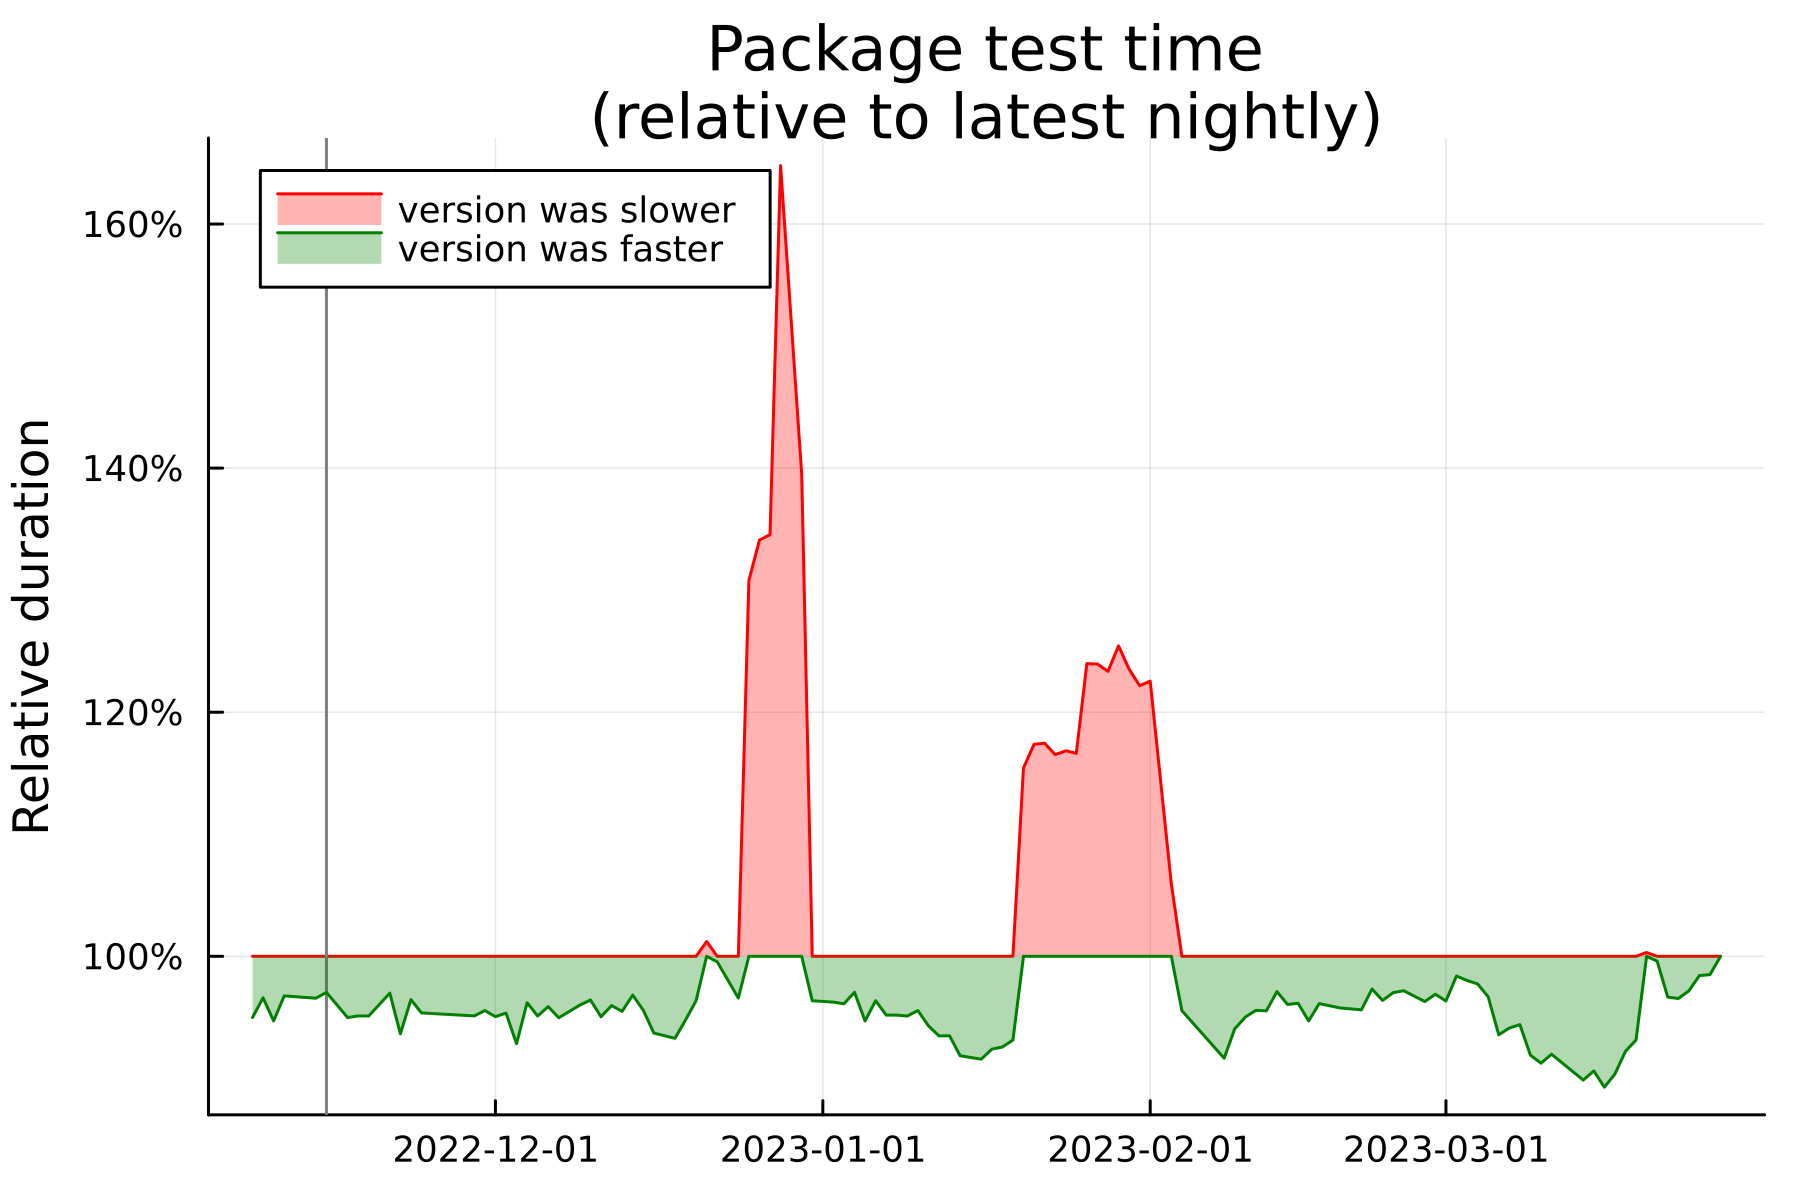 Package test time
(relative to latest nightly)
version was slower
version was faster
Relative duration
160%
140%
120%
100%
2022-12-01
2023-01-01
2023-02-01
2023-03-01